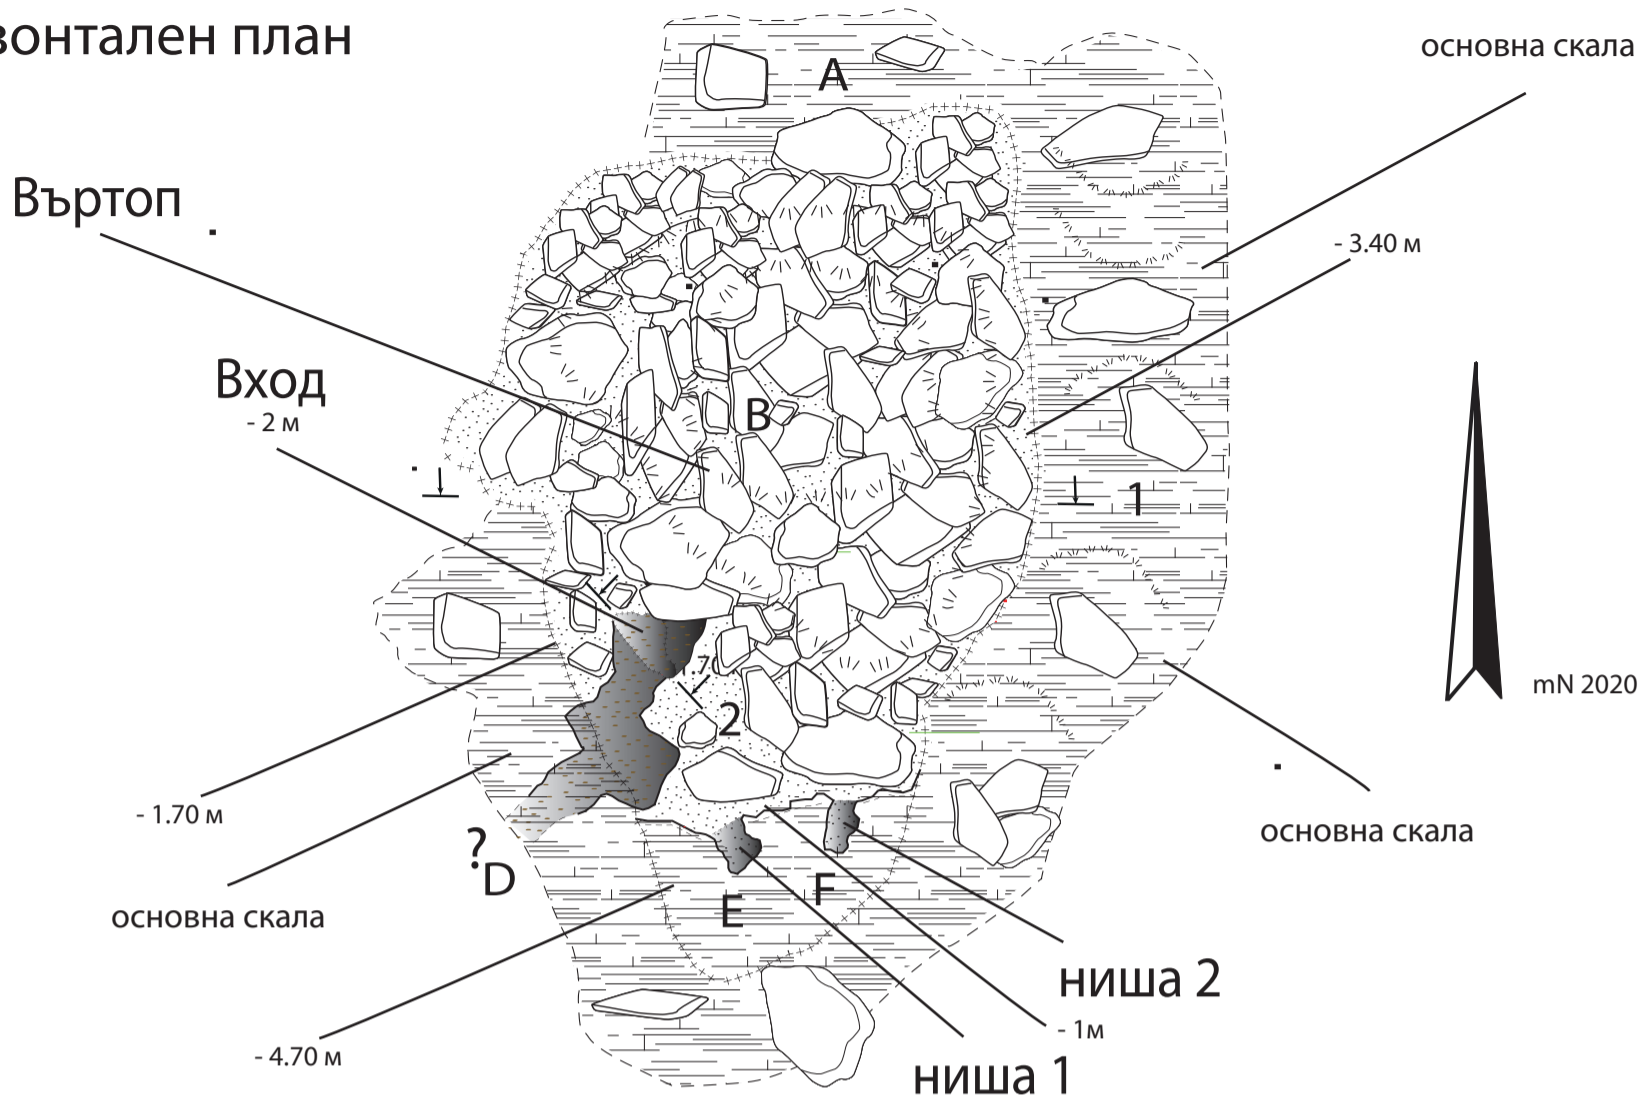 зонтален план
А
основна скала
Въртоп
- 3.40 м
Вход
- 2 м
B
1
mN 2020
2
- 1.70 м
основна скала
?
D
основна скала
F
E
ниша 2
- 1м
- 4.70 м
ниша 1